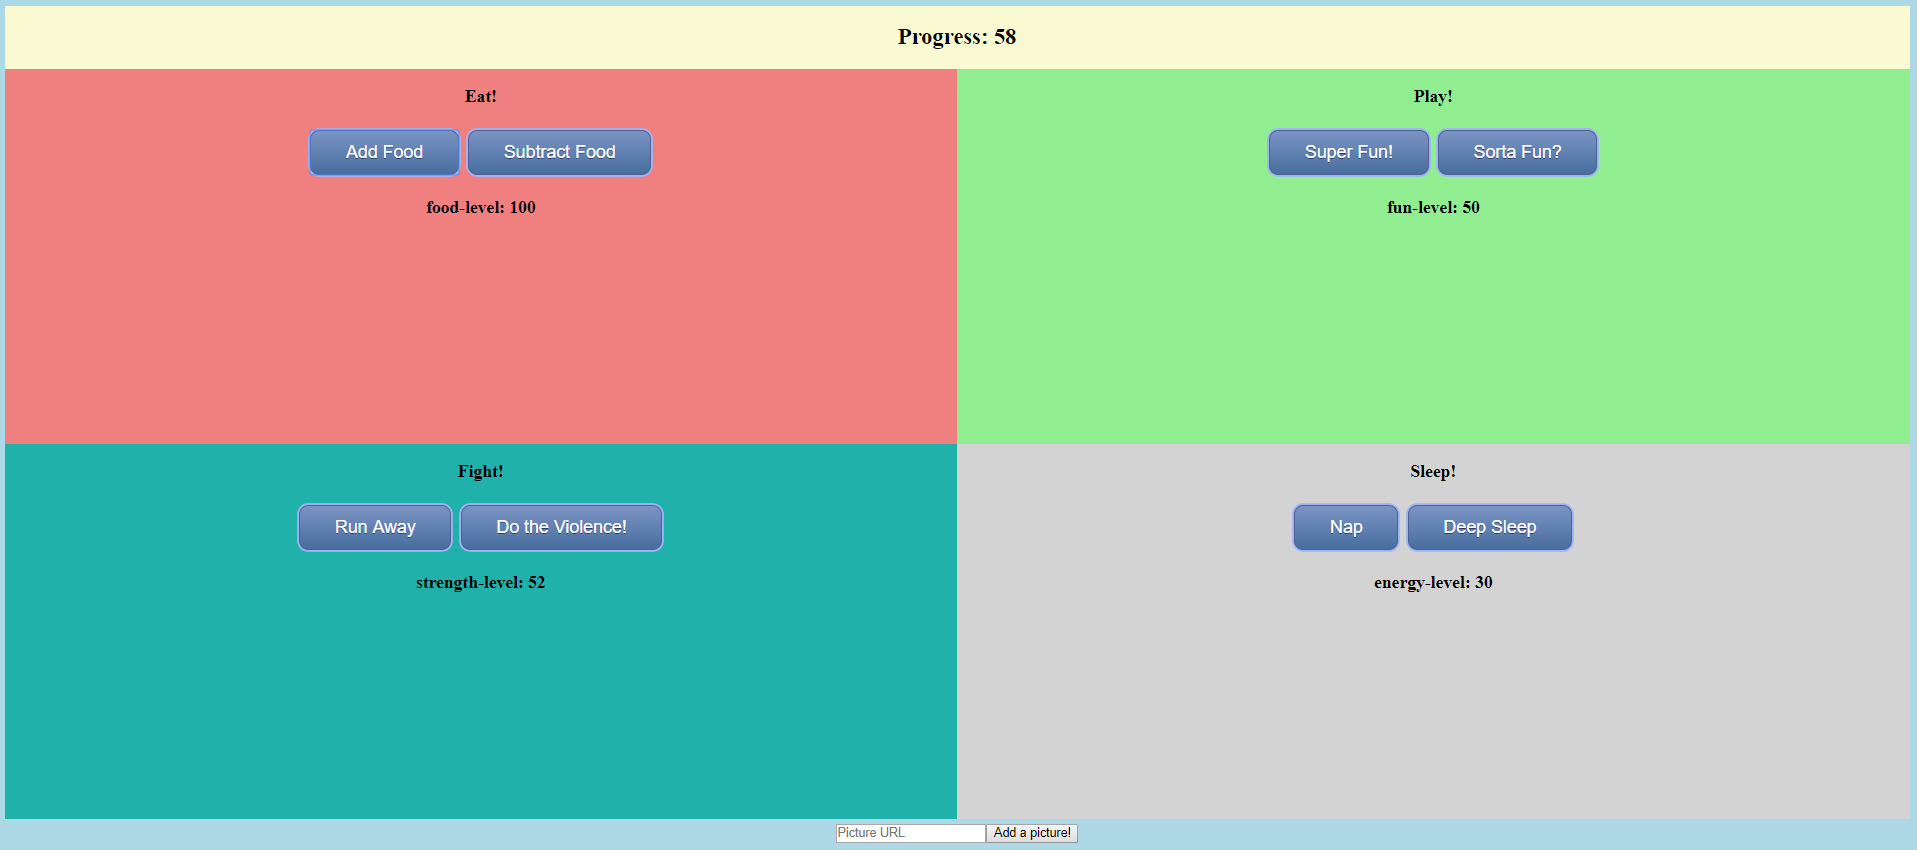 Progress: 58
Eat!
Add Food Subtract Food
food-level: 100
Play!
Super Fun! Sorta Fun?
fun-level: 50
Fight!
Run Away Do the Violence!
strength-level: 52
Sleep!
Nap Deep Sleep
energy-level: 30
Picture URL Add a picture!